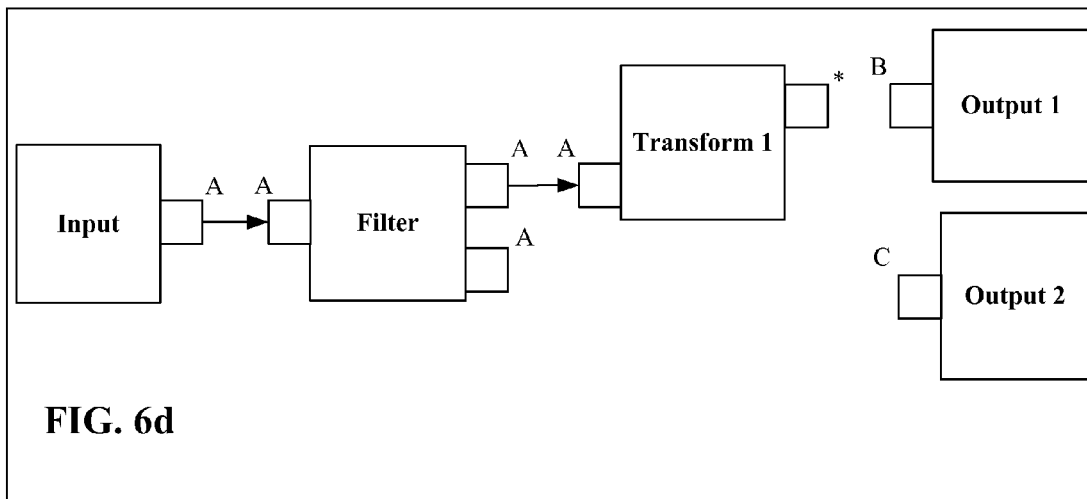 *
B
Output 1
Transform 1
A
A
A
A
Input
Filter
A
C
Output 2
FIG. 6d